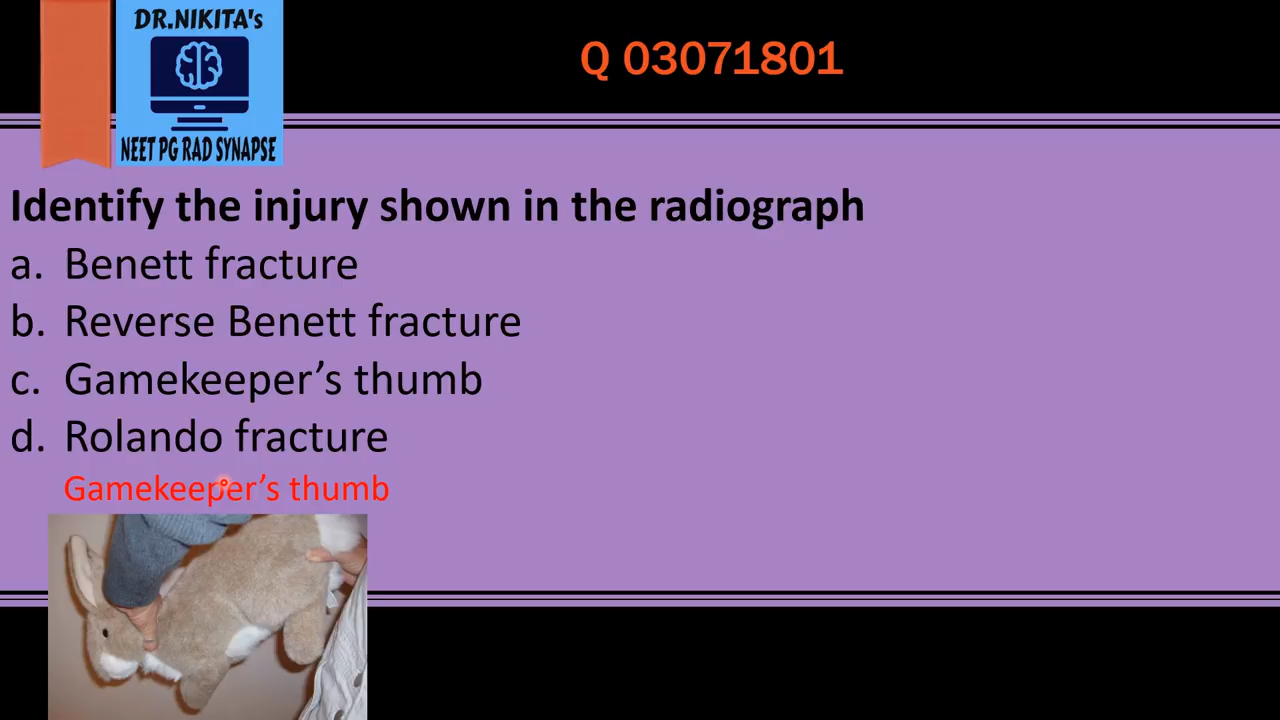 DR.NIKITA's
NEET PG RAD SYNAPSE
Q 03071801
Identify the injury shown in the radiograph
a. Benett fracture
b. Reverse Benett fracture
c. Gamekeeper’s thumb
d. Rolando fracture
Gamekeeper’s thumb